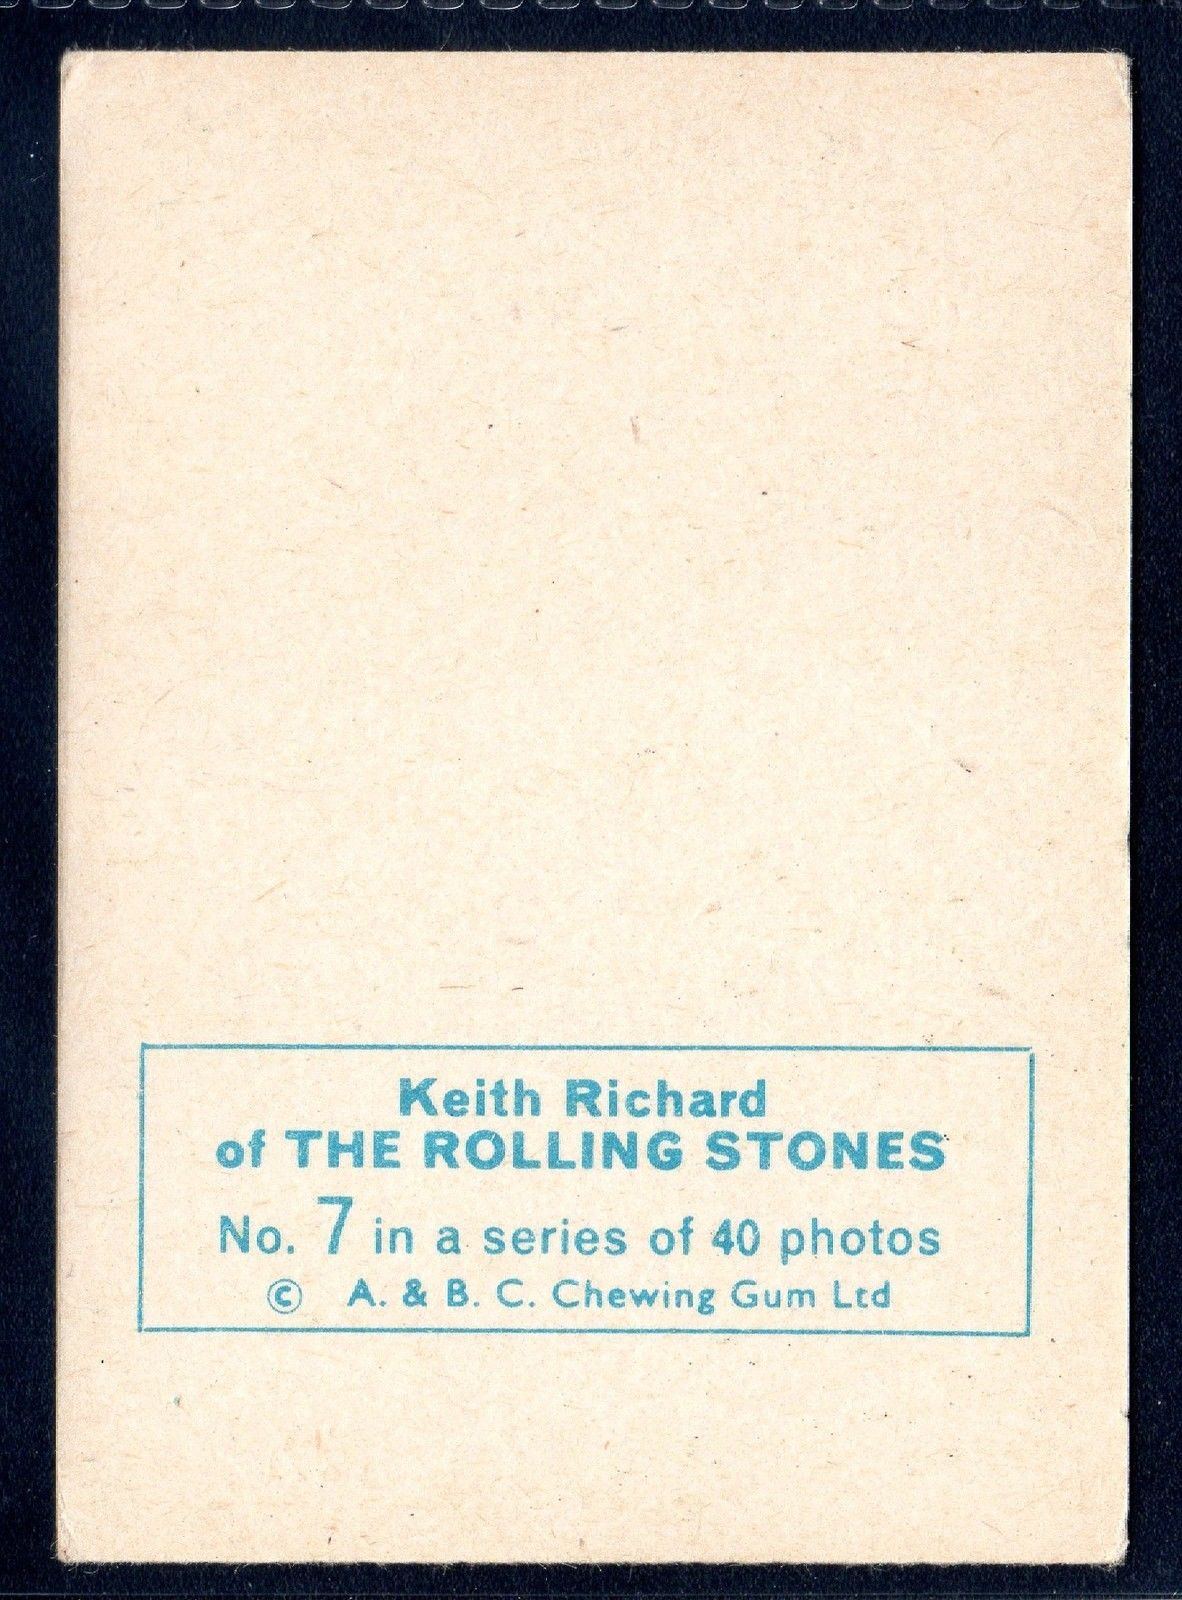 Keith Richard
of THE ROLLING STONES
No. 7 in a series of 40 photos
© A. & B. C. Chewing Gum Ltd